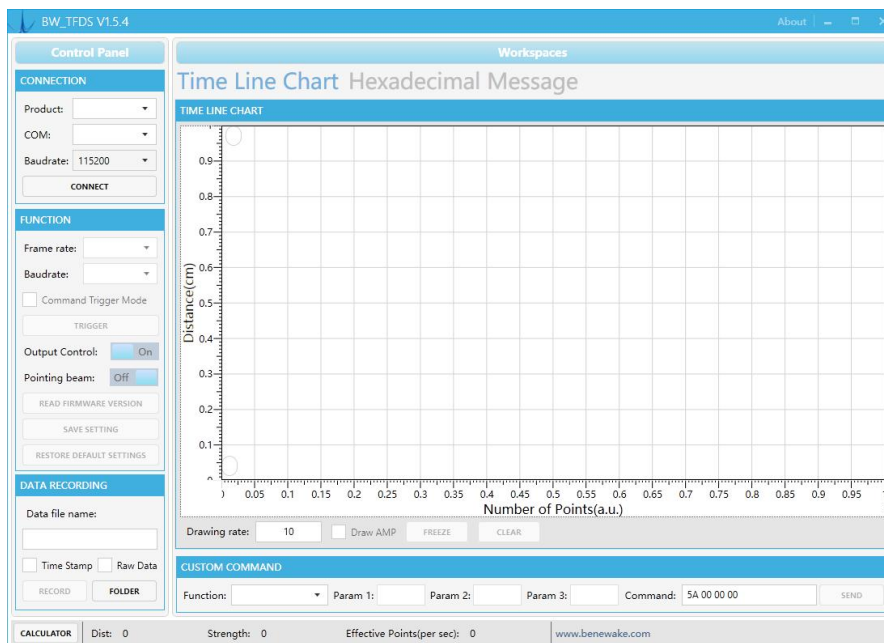 BW_TFDS V1.5.4
About
Control Panel
Workspaces
CONNECTION
Product:
COM:
Baudrate: 115200
CONNECT
FUNCTION
Frame rate:
Baudrate:
Command Trigger Mode
TRIGGER
Output Control: On
Pointing beam: Off
READ FIRMWARE VERSION
SAVE SETTING
RESTORE DEFAULT SETTINGS
DATA RECORDING
Data file name:
Time Stamp Raw Data
RECORD FOLDER
Time Line Chart Hexadecimal Message
TIME LINE CHART
Distance(cm)
0.9
0.8
0.7
0.6
0.5
0.4
0.3
0.2
0.1
0.05 0.1 0.15 0.2 0.25 0.3 0.35 0.4 0.45 0.5 0.55 0.6 0.65 0.7 0.75 0.8 0.85 0.9 0.95
Number of Points(a.u.)
Drawing rate: 10 Draw AMP FREEZE CLEAR
CUSTOM COMMAND
Function: Param 1: Param 2: Param 3: Command: 5A 00 00 00 SEND
CALCULATOR Dist: 0 Strength: 0 Effective Points(per sec): 0 www.benewake.com